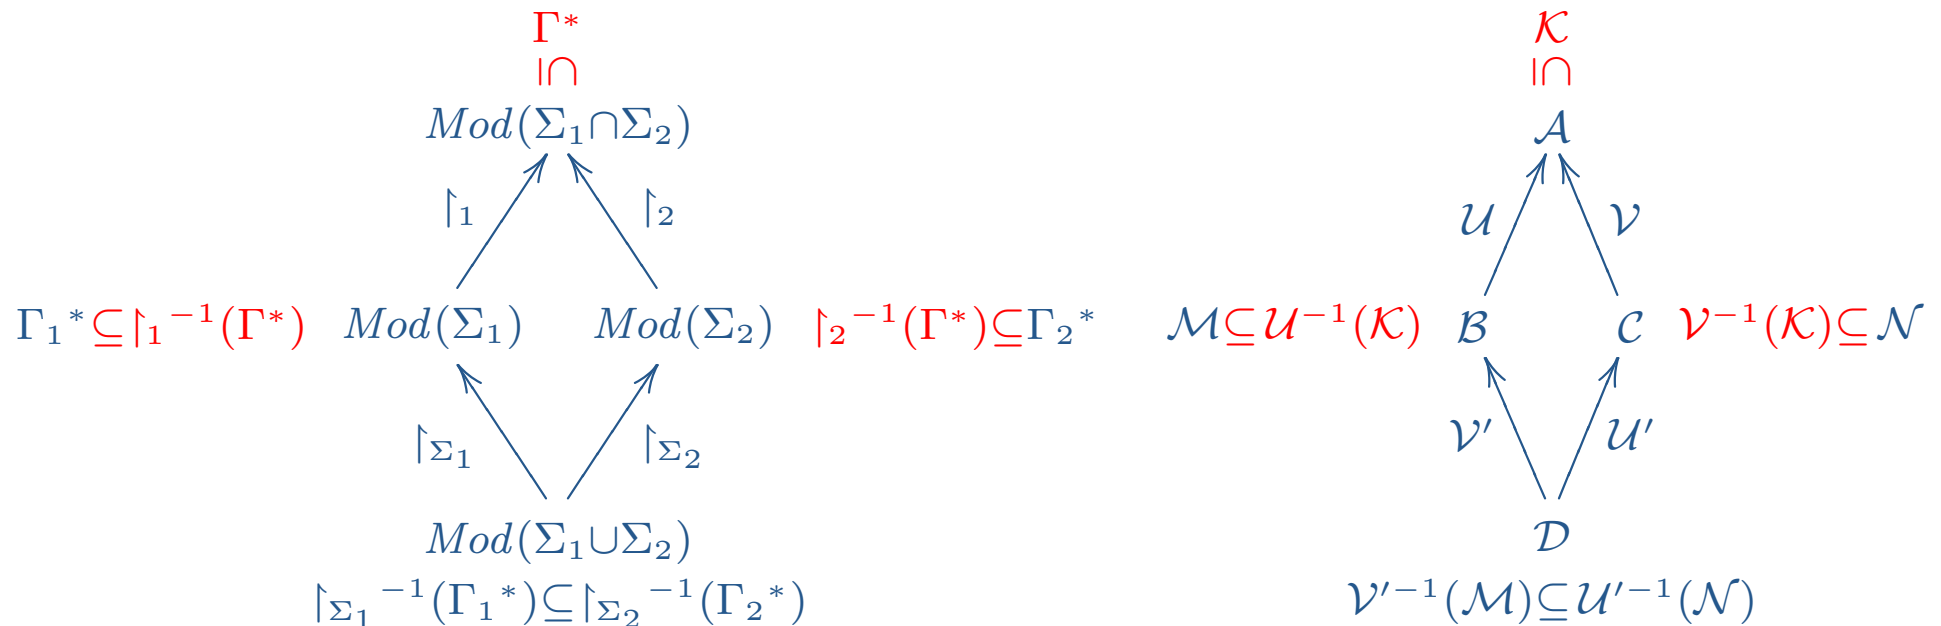 Γ* 𝒦
⊆ ⊆
Mod(Σ₁∩Σ₂) 𝒜
↾₁ ↾₂ 𝒰 𝒱
Γ₁*⊆↾₁⁻¹(Γ*) Mod(Σ₁) Mod(Σ₂) ↾₂⁻¹(Γ*)⊆Γ₂* ℳ⊆𝒰⁻¹(𝒦) ℬ 𝒞 𝒱⁻¹(𝒦)⊆𝒩
↾Σ₁ ↾Σ₂ 𝒱′ 𝒰′
Mod(Σ₁∪Σ₂) 𝒟
↾Σ₁⁻¹(Γ₁*)⊆↾Σ₂⁻¹(Γ₂*) 𝒱′⁻¹(ℳ)⊆𝒰′⁻¹(𝒩)